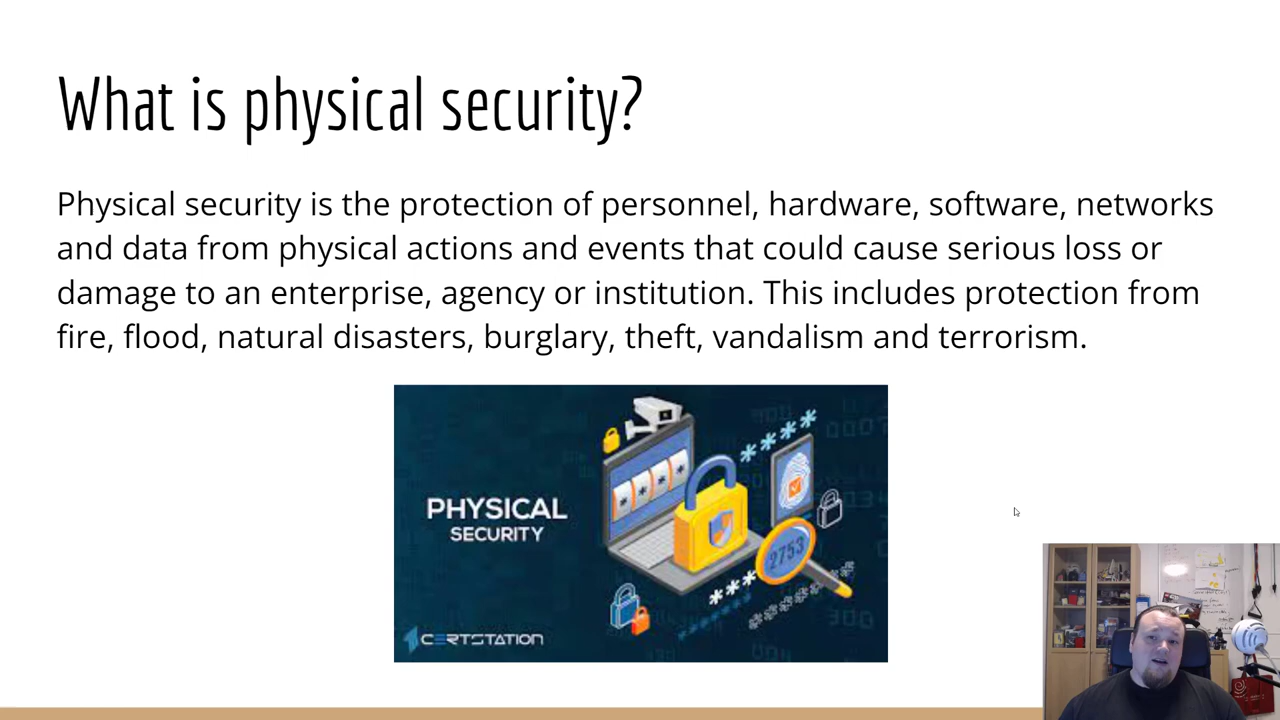 What is physical security?
Physical security is the protection of personnel, hardware, software, networks
and data from physical actions and events that could cause serious loss or
damage to an enterprise, agency or institution. This includes protection from
fire, flood, natural disasters, burglary, theft, vandalism and terrorism.
PHYSICAL
SECURITY
2753
CERTSTATION